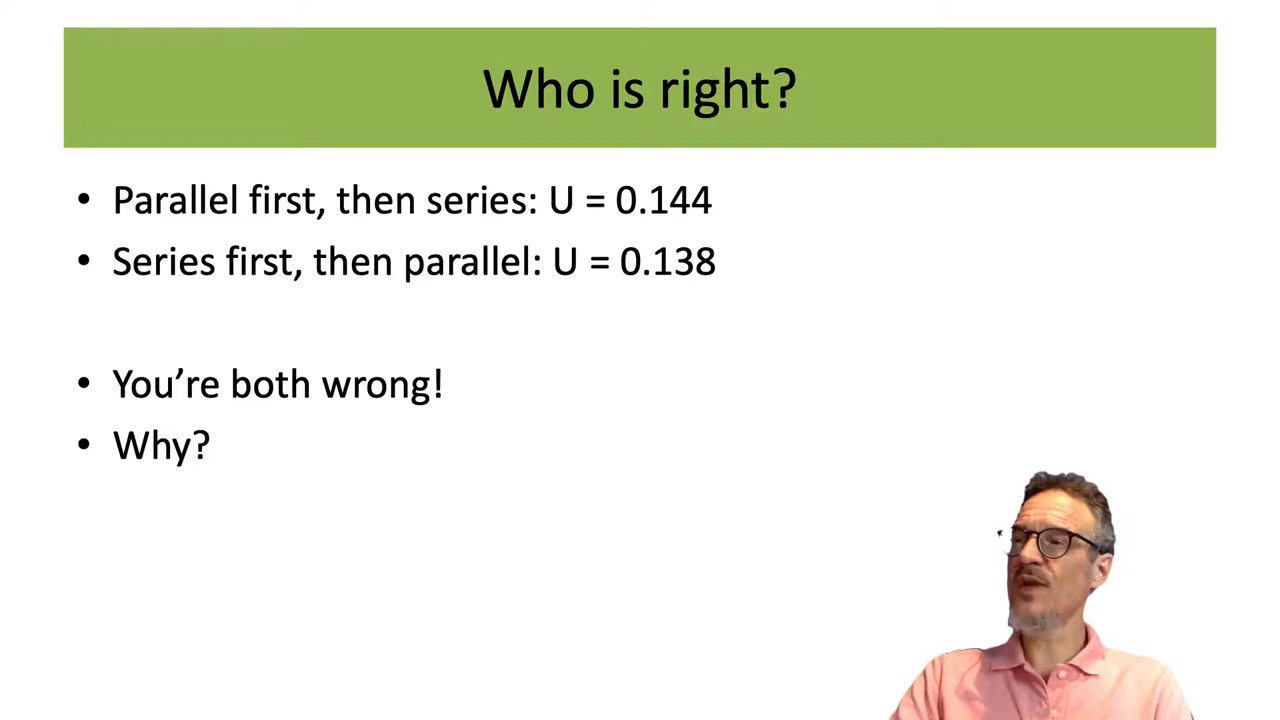 Who is right?
• Parallel first, then series: U = 0.144
• Series first, then parallel: U = 0.138
• You’re both wrong!
• Why?